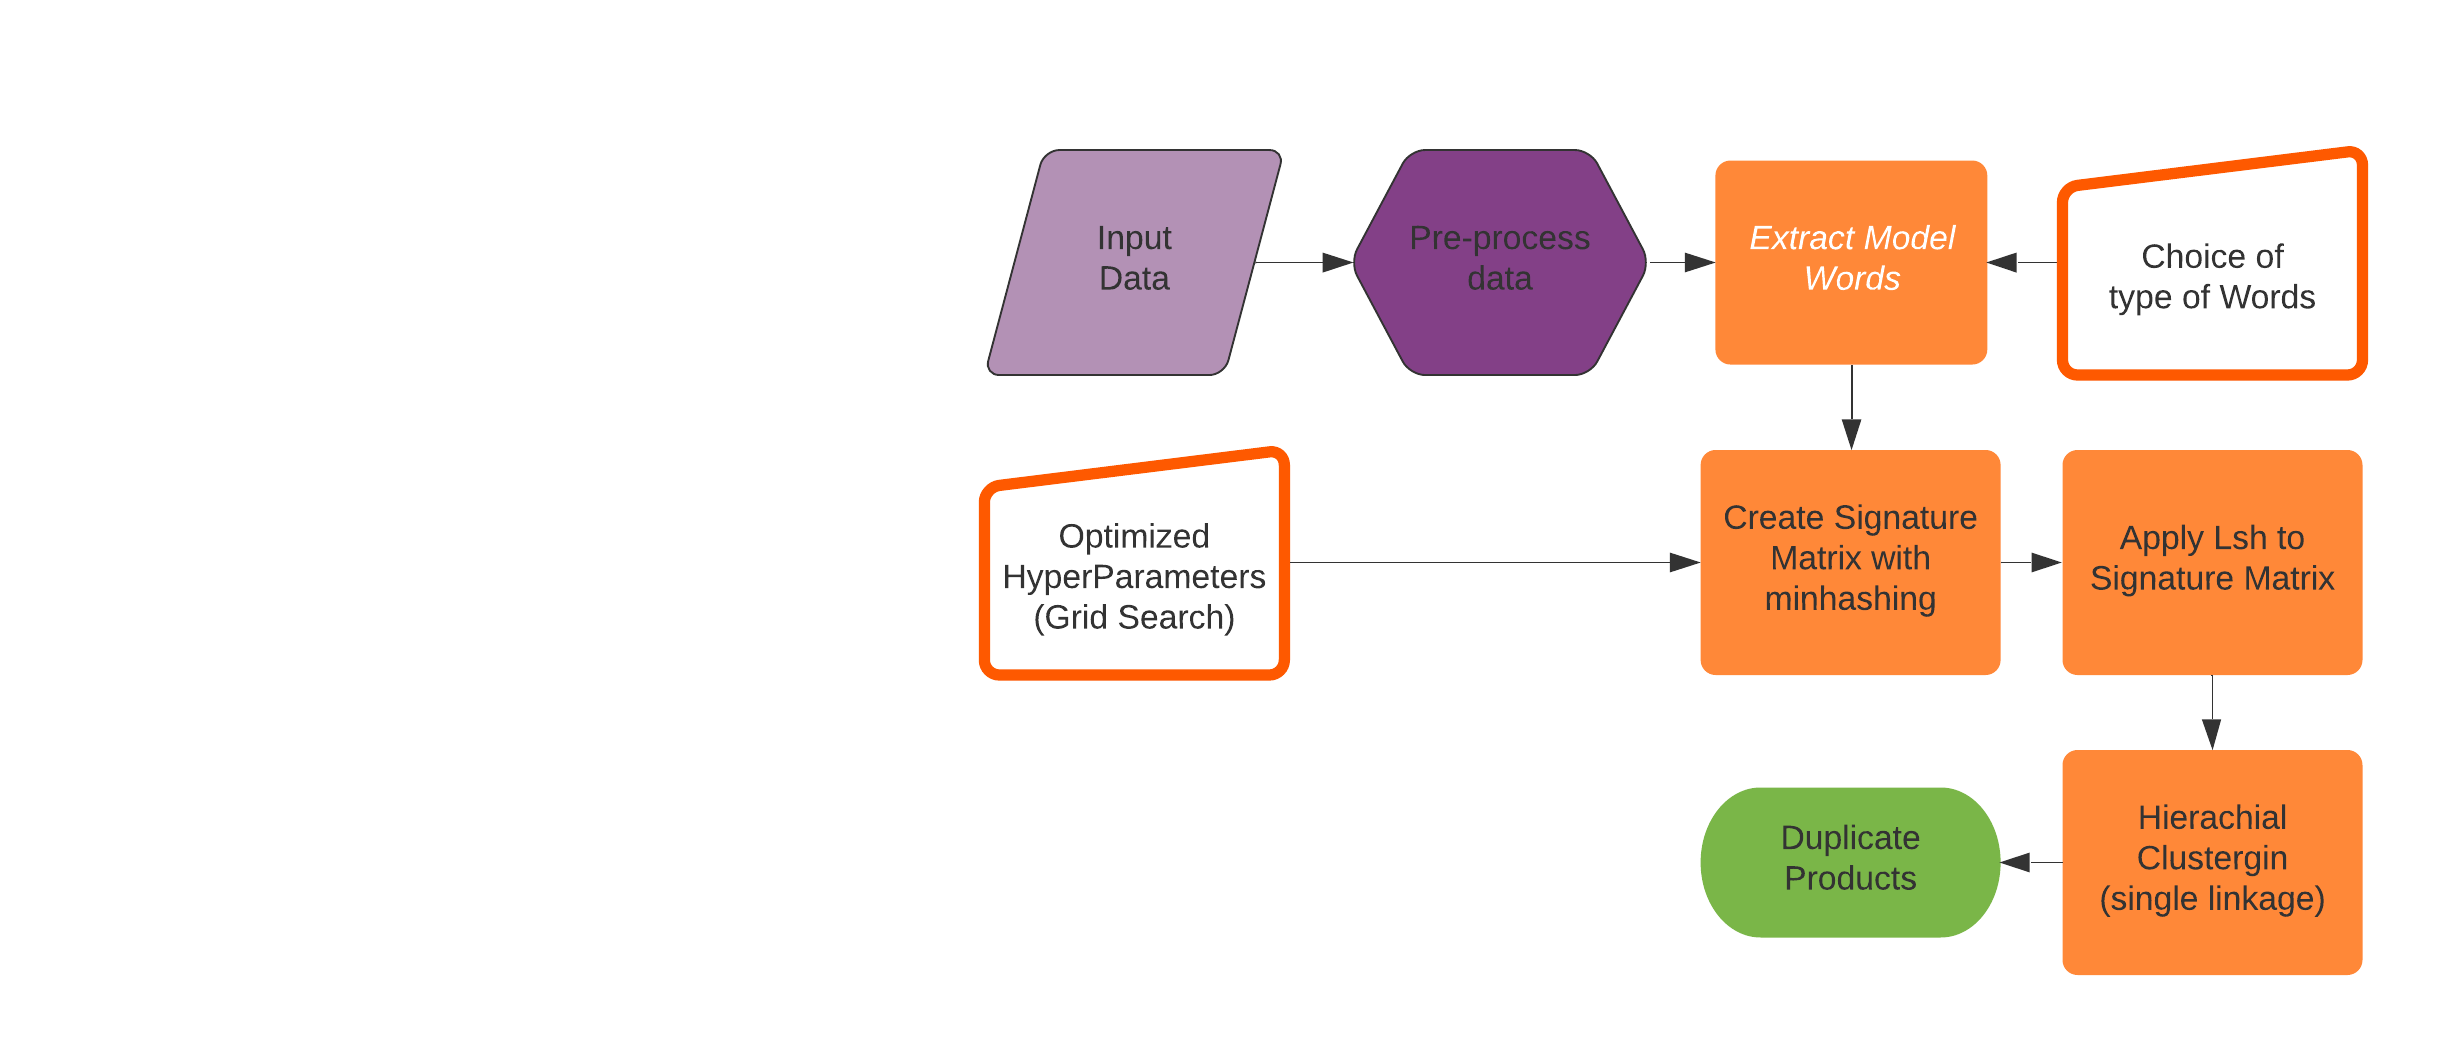 Input
Data
Pre-process
data
Extract Model
Words
Choice of
type of Words
Optimized
HyperParameters
(Grid Search)
Create Signature
Matrix with
minhashing
Apply Lsh to
Signature Matrix
Duplicate
Products
Hierachial
Clustergin
(single linkage)